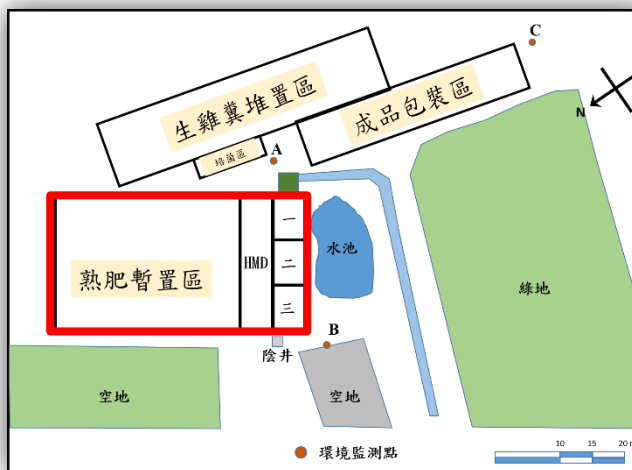 C
生雞糞堆置區
成品包裝區
N
培菌區
A
一
HMD
二
水池
熟肥暫置區
三
綠地
B
陰井
空地
空地
環境監測點
10 15 20 m